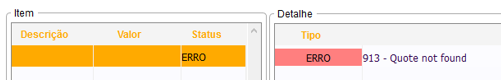 Item
Descrição Valor Status
ERRO
Detalhe
Tipo
ERRO 913 - Quote not found